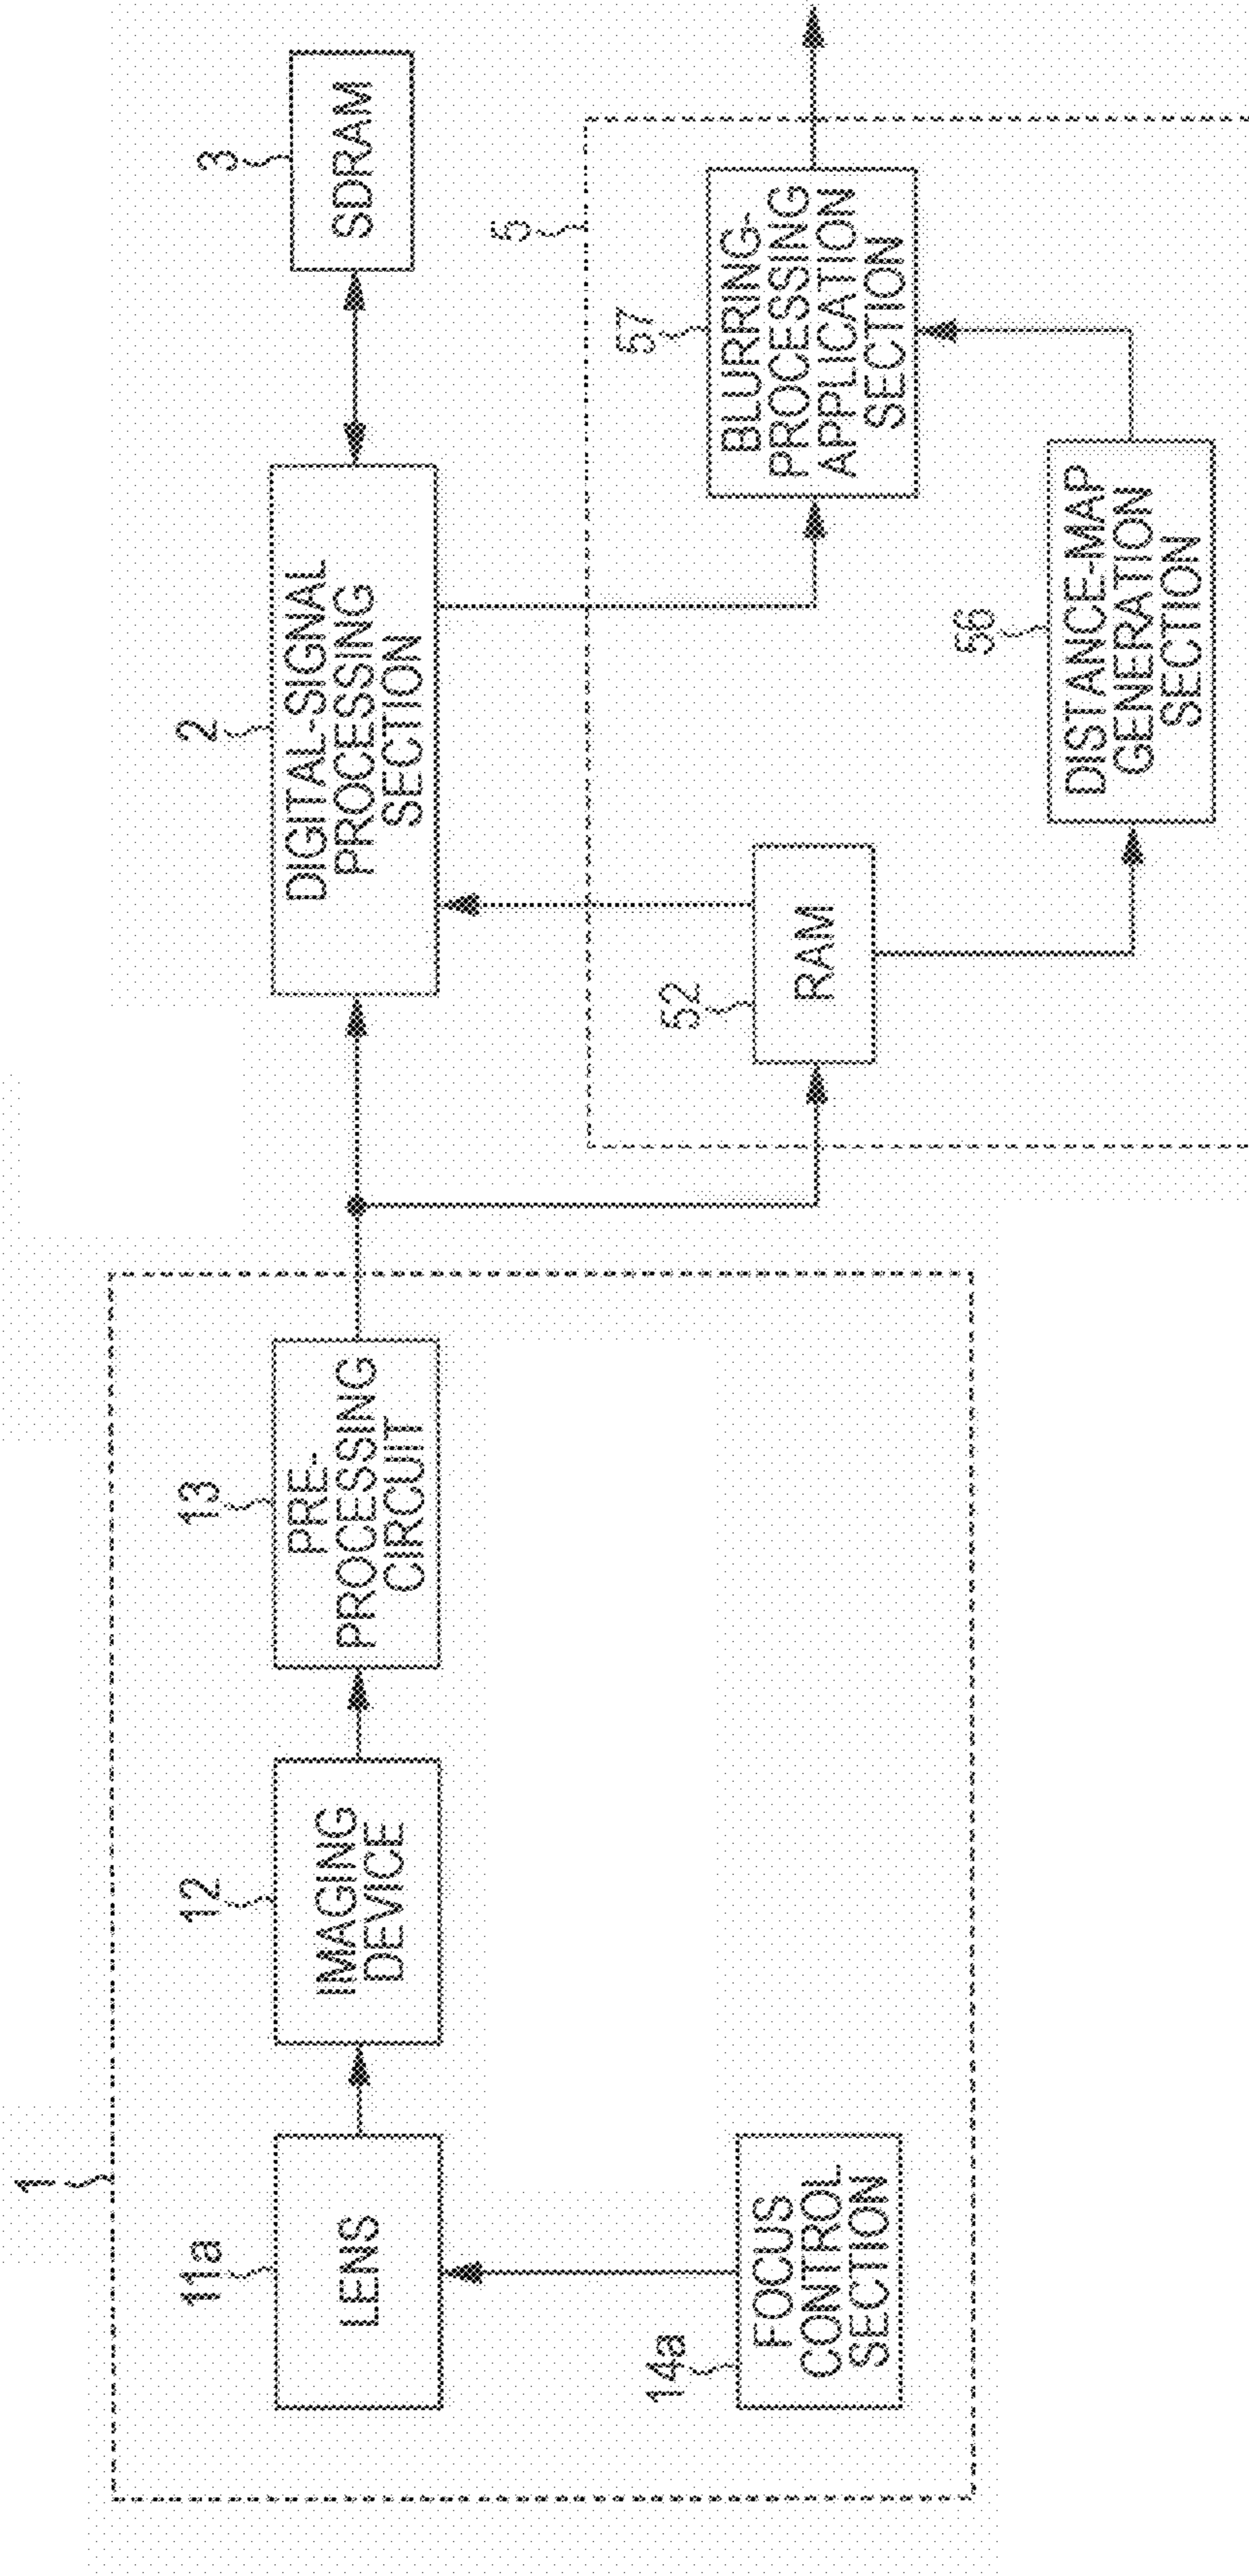 1
11a
LENS
12
IMAGING
DEVICE
13
PRE-
PROCESSING
CIRCUIT
2
DIGITAL-SIGNAL
PROCESSING
SECTION
3
SDRAM
14a
FOCUS
CONTROL
SECTION
5
52
RAM
57
BLURRING-
PROCESSING
APPLICATION
SECTION
56
DISTANCE-MAP
GENERATION
SECTION